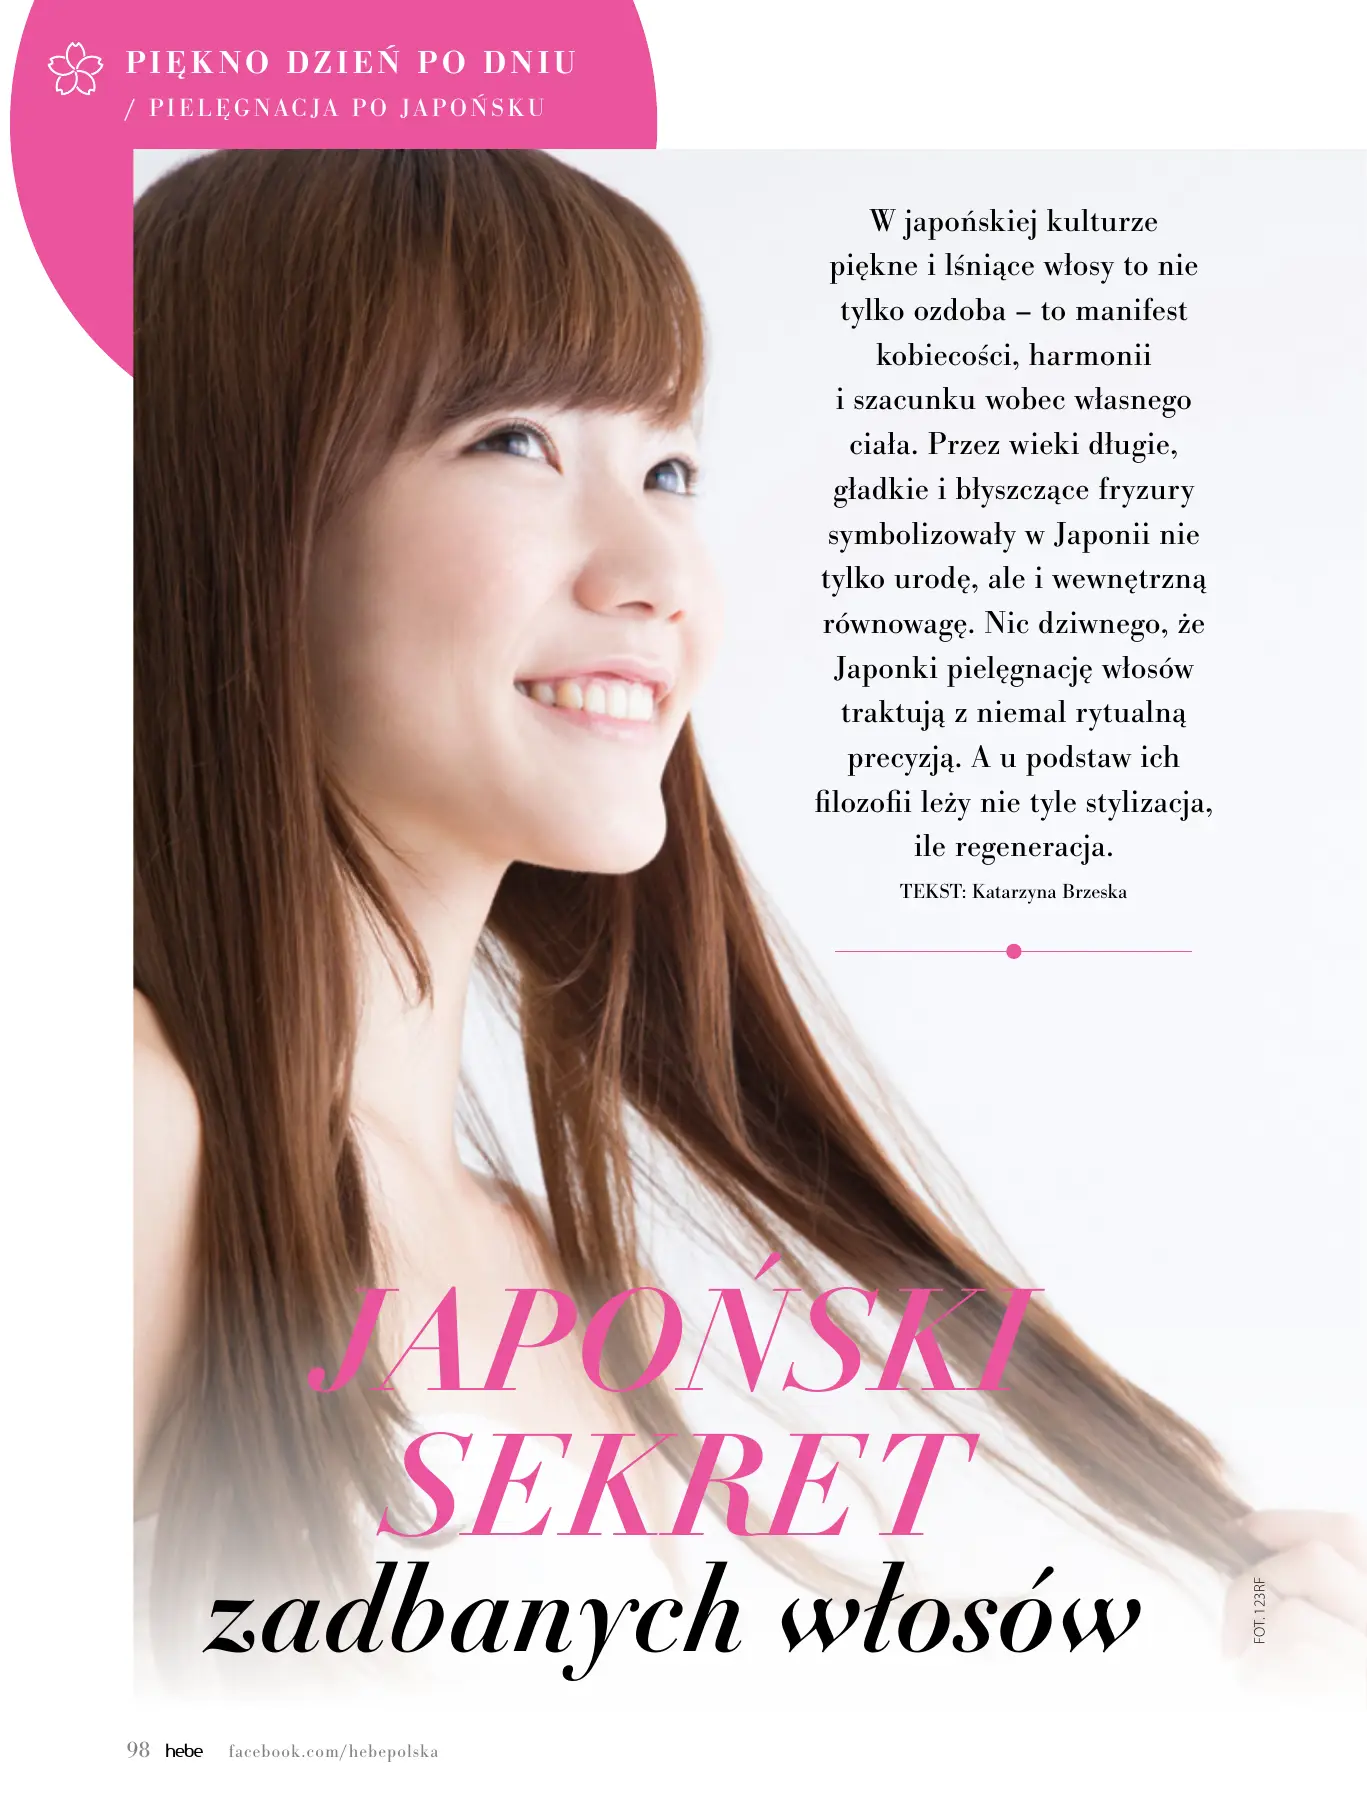 PIĘKNO DZIEŃ PO DNIU
/ PIELĘGNACJA PO JAPOŃSKU
W japońskiej kulturze
piękne i lśniące włosy to nie
tylko ozdoba – to manifest
kobiecości, harmonii
i szacunku wobec własnego
ciała. Przez wieki długie,
gładkie i błyszczące fryzury
symbolizowały w Japonii nie
tylko urodę, ale i wewnętrzną
równowagę. Nic dziwnego, że
Japonki pielęgnację włosów
traktują z niemal rytualną
precyzją. A u podstaw ich
filozofii leży nie tyle stylizacja,
ile regeneracja.
TEKST: Katarzyna Brzeska
JAPOŃSKI
SEKRET
zadbanych włosów
FOT. 123RF
98 hebe facebook.com/hebepolska